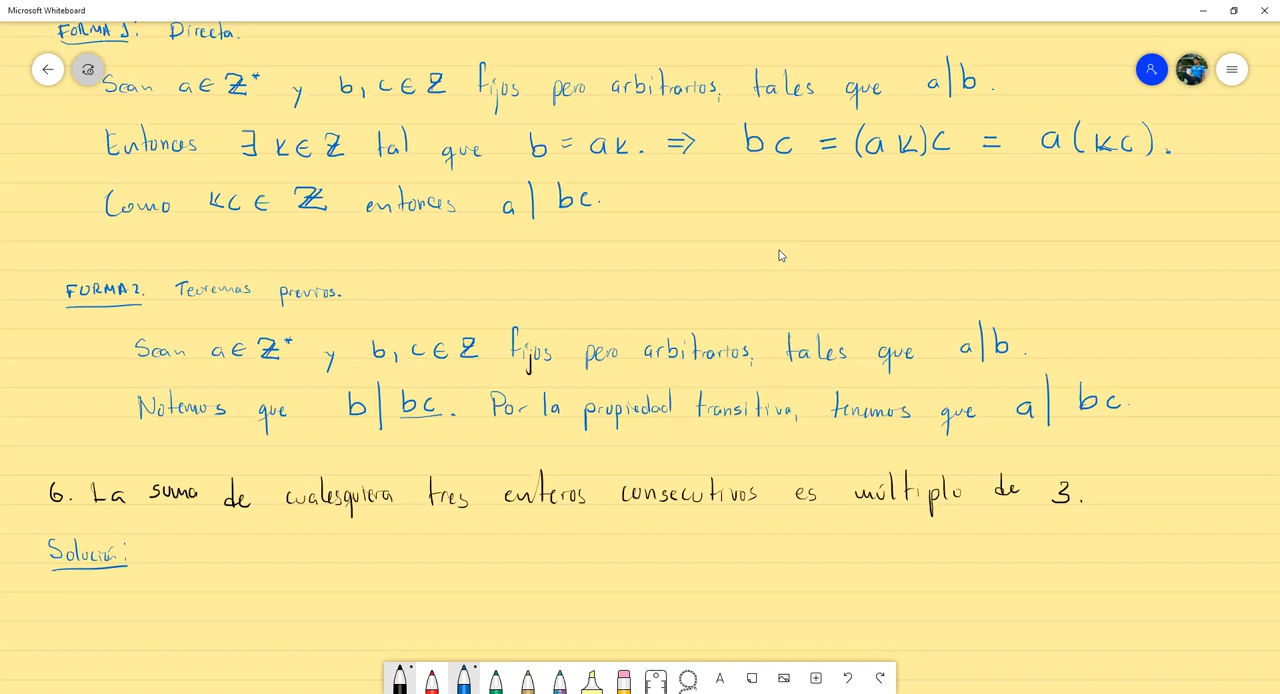 Microsoft Whiteboard
FORMA 1: Directa.
Sean a ∈ ℤ* y b, c ∈ ℤ fijos pero arbitrarios, tales que a | b.
Entonces ∃ k ∈ ℤ tal que b = ak. ⇒ bc = (ak)c = a(kc).
Como kc ∈ ℤ entonces a | bc.
FORMA 2. Teoremas previos.
Sean a ∈ ℤ* y b, c ∈ ℤ fijos pero arbitrarios, tales que a | b.
Notemos que b | bc. Por la propiedad transitiva, tenemos que a | bc.
6. La suma de cualesquiera tres enteros consecutivos es múltiplo de 3.
Solución: